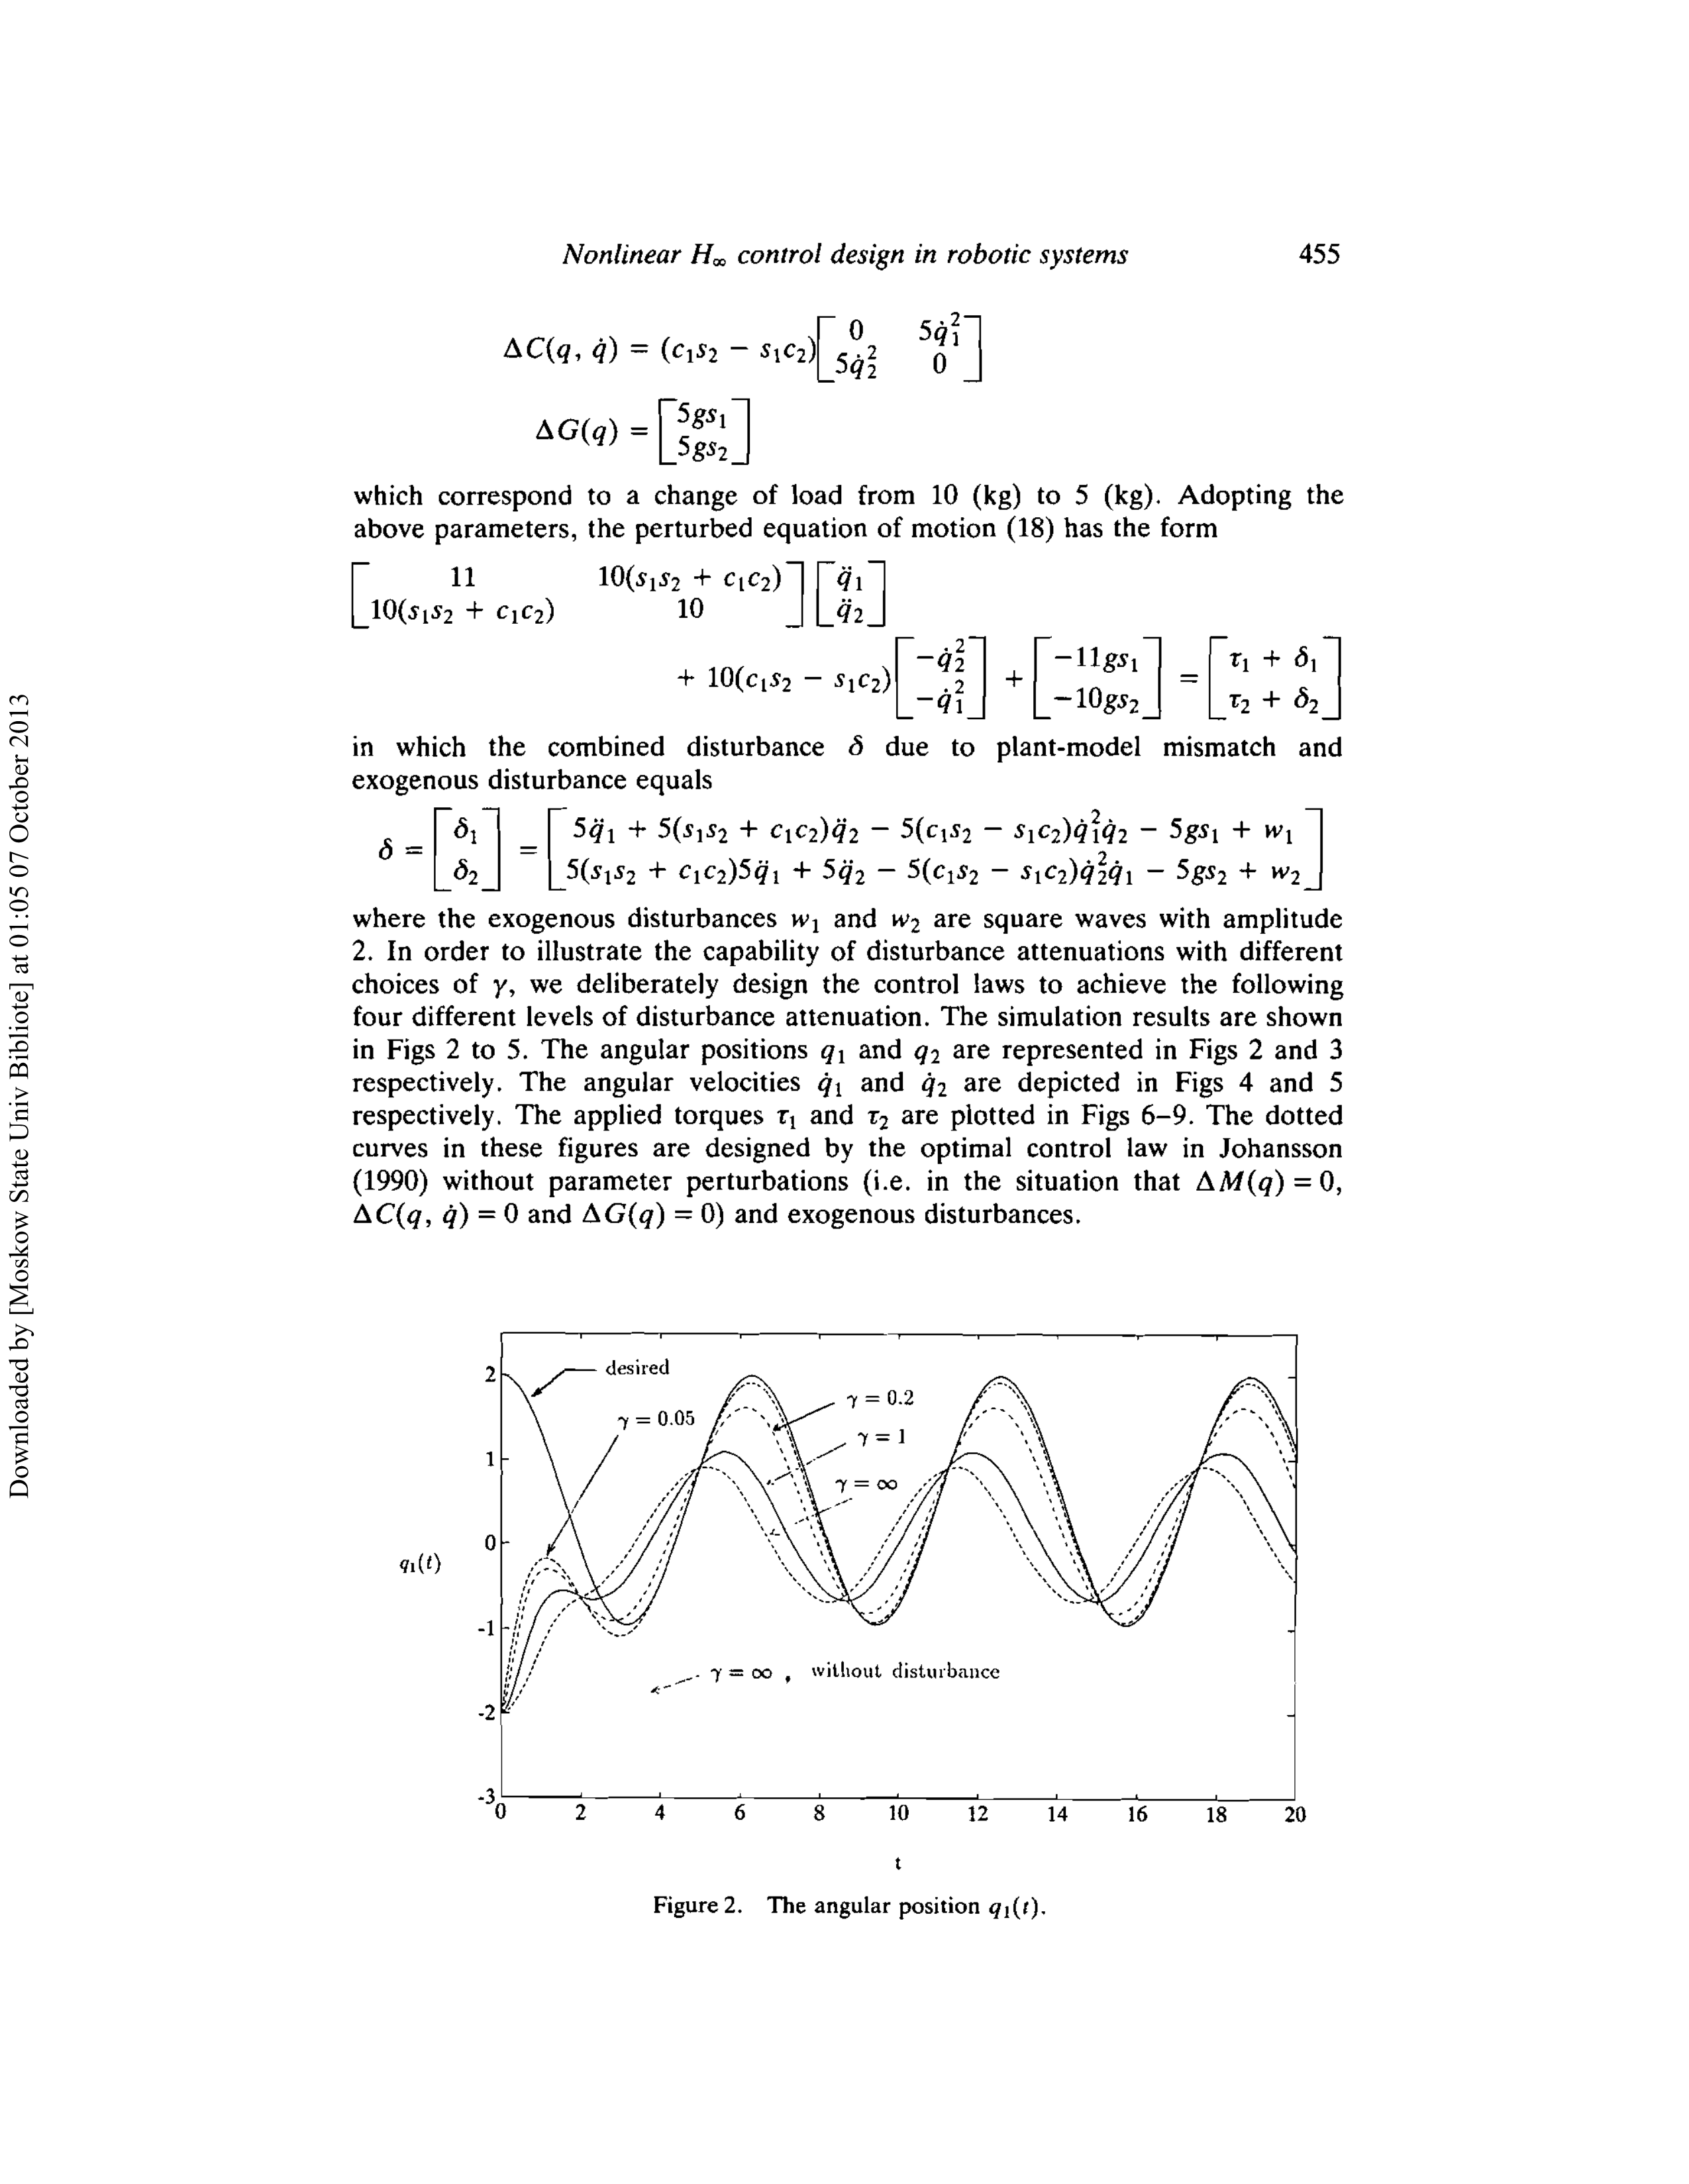 Nonlinear H∞ control design in robotic systems 455
ΔC(q, q̇) = (c₁s₂ − s₁c₂)[0 5q̇₁²; 5q̇₂² 0]
ΔG(q) = [5gs₁; 5gs₂]
which correspond to a change of load from 10 (kg) to 5 (kg). Adopting the
above parameters, the perturbed equation of motion (18) has the form
[11 10(s₁s₂ + c₁c₂); 10(s₁s₂ + c₁c₂) 10][q̈₁; q̈₂]
+ 10(c₁s₂ − s₁c₂)[−q̇₂²; −q̇₁²] + [−11gs₁; −10gs₂] = [τ₁ + δ₁; τ₂ + δ₂]
in which the combined disturbance δ due to plant-model mismatch and
exogenous disturbance equals
δ = [δ₁; δ₂] = [5q̈₁ + 5(s₁s₂ + c₁c₂)q̈₂ − 5(c₁s₂ − s₁c₂)q̇₁²q̇₂ − 5gs₁ + w₁; 5(s₁s₂ + c₁c₂)5q̈₁ + 5q̈₂ − 5(c₁s₂ − s₁c₂)q̇₂²q̇₁ − 5gs₂ + w₂]
where the exogenous disturbances w₁ and w₂ are square waves with amplitude
2. In order to illustrate the capability of disturbance attenuations with different
choices of γ, we deliberately design the control laws to achieve the following
four different levels of disturbance attenuation. The simulation results are shown
in Figs 2 to 5. The angular positions q₁ and q₂ are represented in Figs 2 and 3
respectively. The angular velocities q̇₁ and q̇₂ are depicted in Figs 4 and 5
respectively. The applied torques τ₁ and τ₂ are plotted in Figs 6–9. The dotted
curves in these figures are designed by the optimal control law in Johansson
(1990) without parameter perturbations (i.e. in the situation that ΔM(q) = 0,
ΔC(q, q̇) = 0 and ΔG(q) = 0) and exogenous disturbances.
2
desired
γ = 0.2
γ = 0.05
γ = 1
1
γ = ∞
0
q₁(t)
-1
γ = ∞ , without disturbance
-2
-3
0 2 4 6 8 10 12 14 16 18 20
t
Figure 2. The angular position q₁(t).
Downloaded by [Moskow State Univ Bibliote] at 01:05 07 October 2013